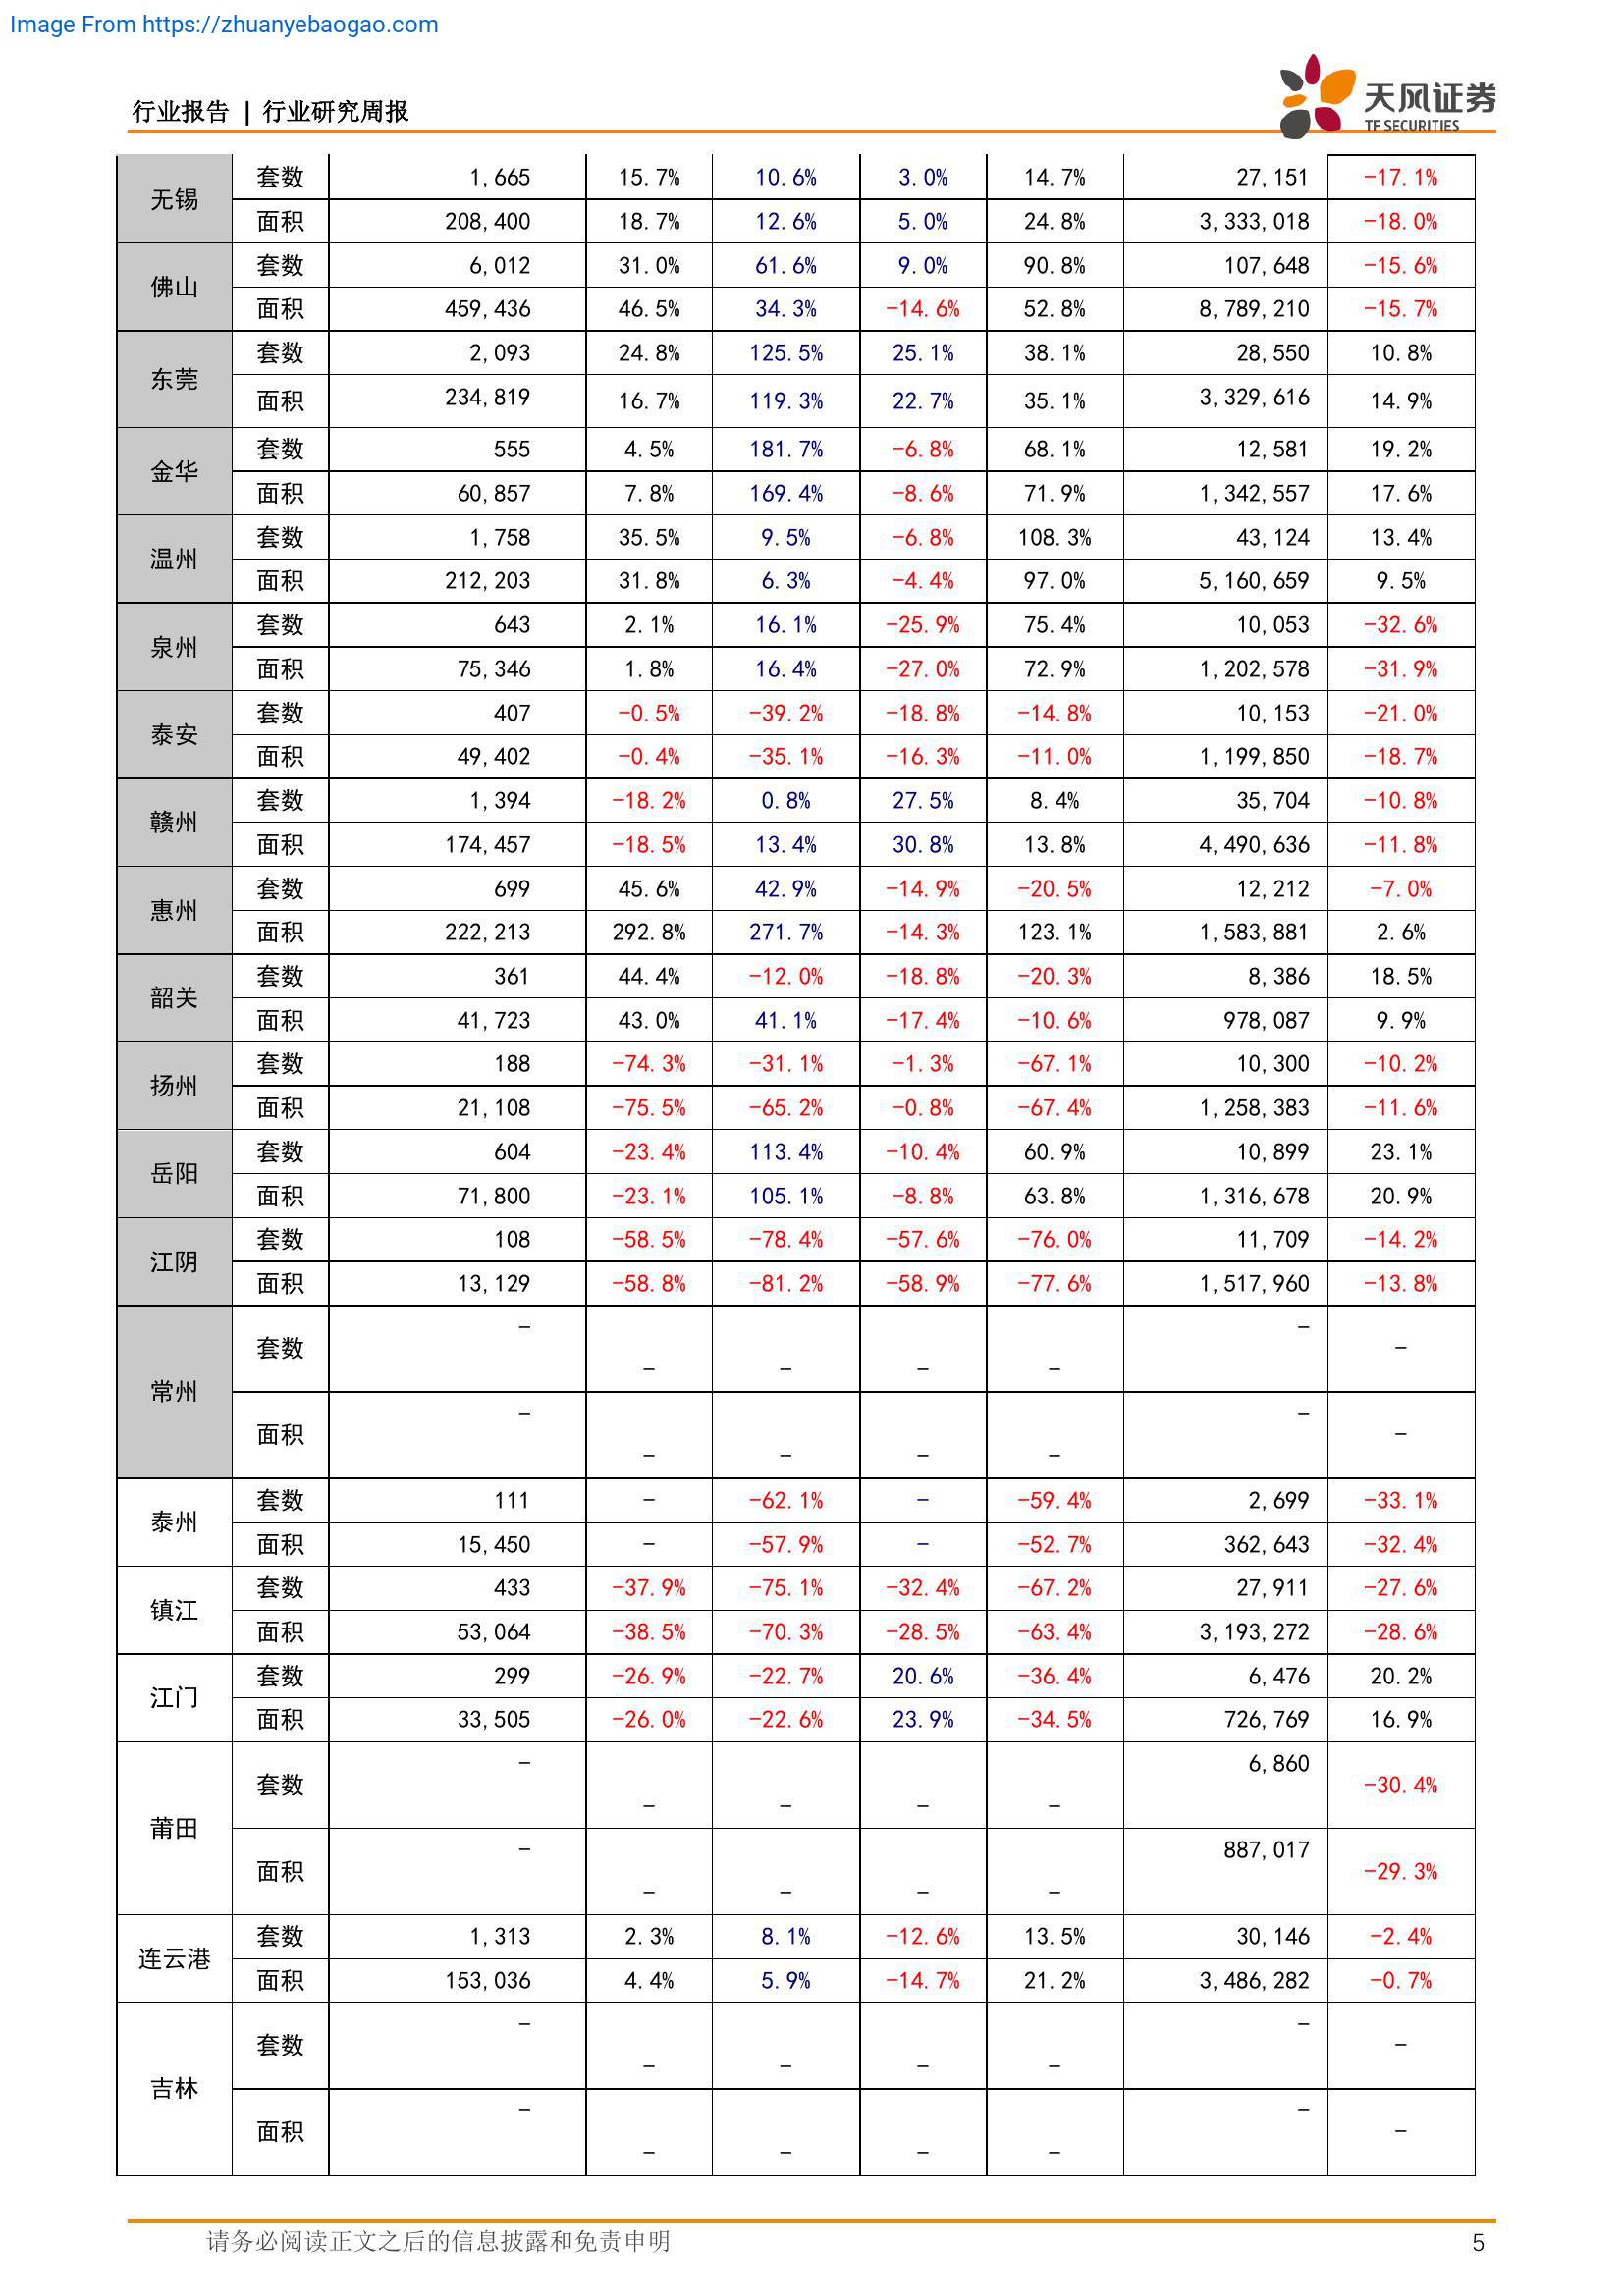 Image From https://zhuanyebaogao.com
行业报告 | 行业研究周报
天风证券
TF SECURITIES
无锡 套数 1,665 15.7% 10.6% 3.0% 14.7% 27,151 -17.1%
面积 208,400 18.7% 12.6% 5.0% 24.8% 3,333,018 -18.0%
佛山 套数 6,012 31.0% 61.6% 9.0% 90.8% 107,648 -15.6%
面积 459,436 46.5% 34.3% -14.6% 52.8% 8,789,210 -15.7%
东莞 套数 2,093 24.8% 125.5% 25.1% 38.1% 28,550 10.8%
面积 234,819 16.7% 119.3% 22.7% 35.1% 3,329,616 14.9%
金华 套数 555 4.5% 181.7% -6.8% 68.1% 12,581 19.2%
面积 60,857 7.8% 169.4% -8.6% 71.9% 1,342,557 17.6%
温州 套数 1,758 35.5% 9.5% -6.8% 108.3% 43,124 13.4%
面积 212,203 31.8% 6.3% -4.4% 97.0% 5,160,659 9.5%
泉州 套数 643 2.1% 16.1% -25.9% 75.4% 10,053 -32.6%
面积 75,346 1.8% 16.4% -27.0% 72.9% 1,202,578 -31.9%
泰安 套数 407 -0.5% -39.2% -18.8% -14.8% 10,153 -21.0%
面积 49,402 -0.4% -35.1% -16.3% -11.0% 1,199,850 -18.7%
赣州 套数 1,394 -18.2% 0.8% 27.5% 8.4% 35,704 -10.8%
面积 174,457 -18.5% 13.4% 30.8% 13.8% 4,490,636 -11.8%
惠州 套数 699 45.6% 42.9% -14.9% -20.5% 12,212 -7.0%
面积 222,213 292.8% 271.7% -14.3% 123.1% 1,583,881 2.6%
韶关 套数 361 44.4% -12.0% -18.8% -20.3% 8,386 18.5%
面积 41,723 43.0% 41.1% -17.4% -10.6% 978,087 9.9%
扬州 套数 188 -74.3% -31.1% -1.3% -67.1% 10,300 -10.2%
面积 21,108 -75.5% -65.2% -0.8% -67.4% 1,258,383 -11.6%
岳阳 套数 604 -23.4% 113.4% -10.4% 60.9% 10,899 23.1%
面积 71,800 -23.1% 105.1% -8.8% 63.8% 1,316,678 20.9%
江阴 套数 108 -58.5% -78.4% -57.6% -76.0% 11,709 -14.2%
面积 13,129 -58.8% -81.2% -58.9% -77.6% 1,517,960 -13.8%
常州 套数 - - - - - - -
面积 - - - - - - -
泰州 套数 111 - -62.1% - -59.4% 2,699 -33.1%
面积 15,450 - -57.9% - -52.7% 362,643 -32.4%
镇江 套数 433 -37.9% -75.1% -32.4% -67.2% 27,911 -27.6%
面积 53,064 -38.5% -70.3% -28.5% -63.4% 3,193,272 -28.6%
江门 套数 299 -26.9% -22.7% 20.6% -36.4% 6,476 20.2%
面积 33,505 -26.0% -22.6% 23.9% -34.5% 726,769 16.9%
莆田 套数 - - - - - 6,860 -30.4%
面积 - - - - - 887,017 -29.3%
连云港 套数 1,313 2.3% 8.1% -12.6% 13.5% 30,146 -2.4%
面积 153,036 4.4% 5.9% -14.7% 21.2% 3,486,282 -0.7%
吉林 套数 - - - - - - -
面积 - - - - - - -
请务必阅读正文之后的信息披露和免责申明 5